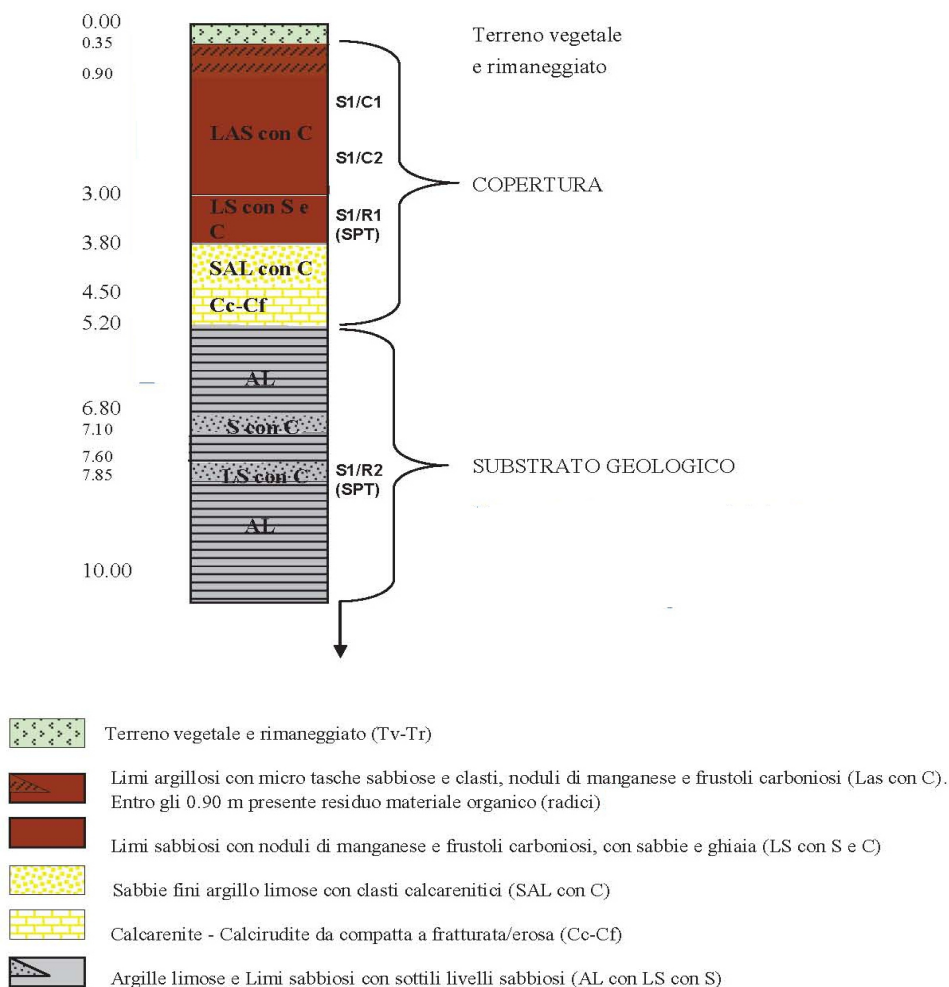 0.00
0.35
0.90
3.00
3.80
4.50
5.20
6.80
7.10
7.60
7.85
10.00
LAS con C
LS con S e
C
SAL con C
Cc-Cf
AL
S con C
LS con C
AL
S1/C1
S1/C2
S1/R1
(SPT)
S1/R2
(SPT)
Terreno vegetale
e rimaneggiato
COPERTURA
SUBSTRATO GEOLOGICO
Terreno vegetale e rimaneggiato (Tv-Tr)
Limi argillosi con micro tasche sabbiose e clasti, noduli di manganese e frustoli carboniosi (Las con C).
Entro gli 0.90 m presente residuo materiale organico (radici)
Limi sabbiosi con noduli di manganese e frustoli carboniosi, con sabbie e ghiaia (LS con S e C)
Sabbie fini argillo limose con clasti calcarenitici (SAL con C)
Calcarenite - Calcirudite da compatta a fratturata/erosa (Cc-Cf)
Argille limose e Limi sabbiosi con sottili livelli sabbiosi (AL con LS con S)